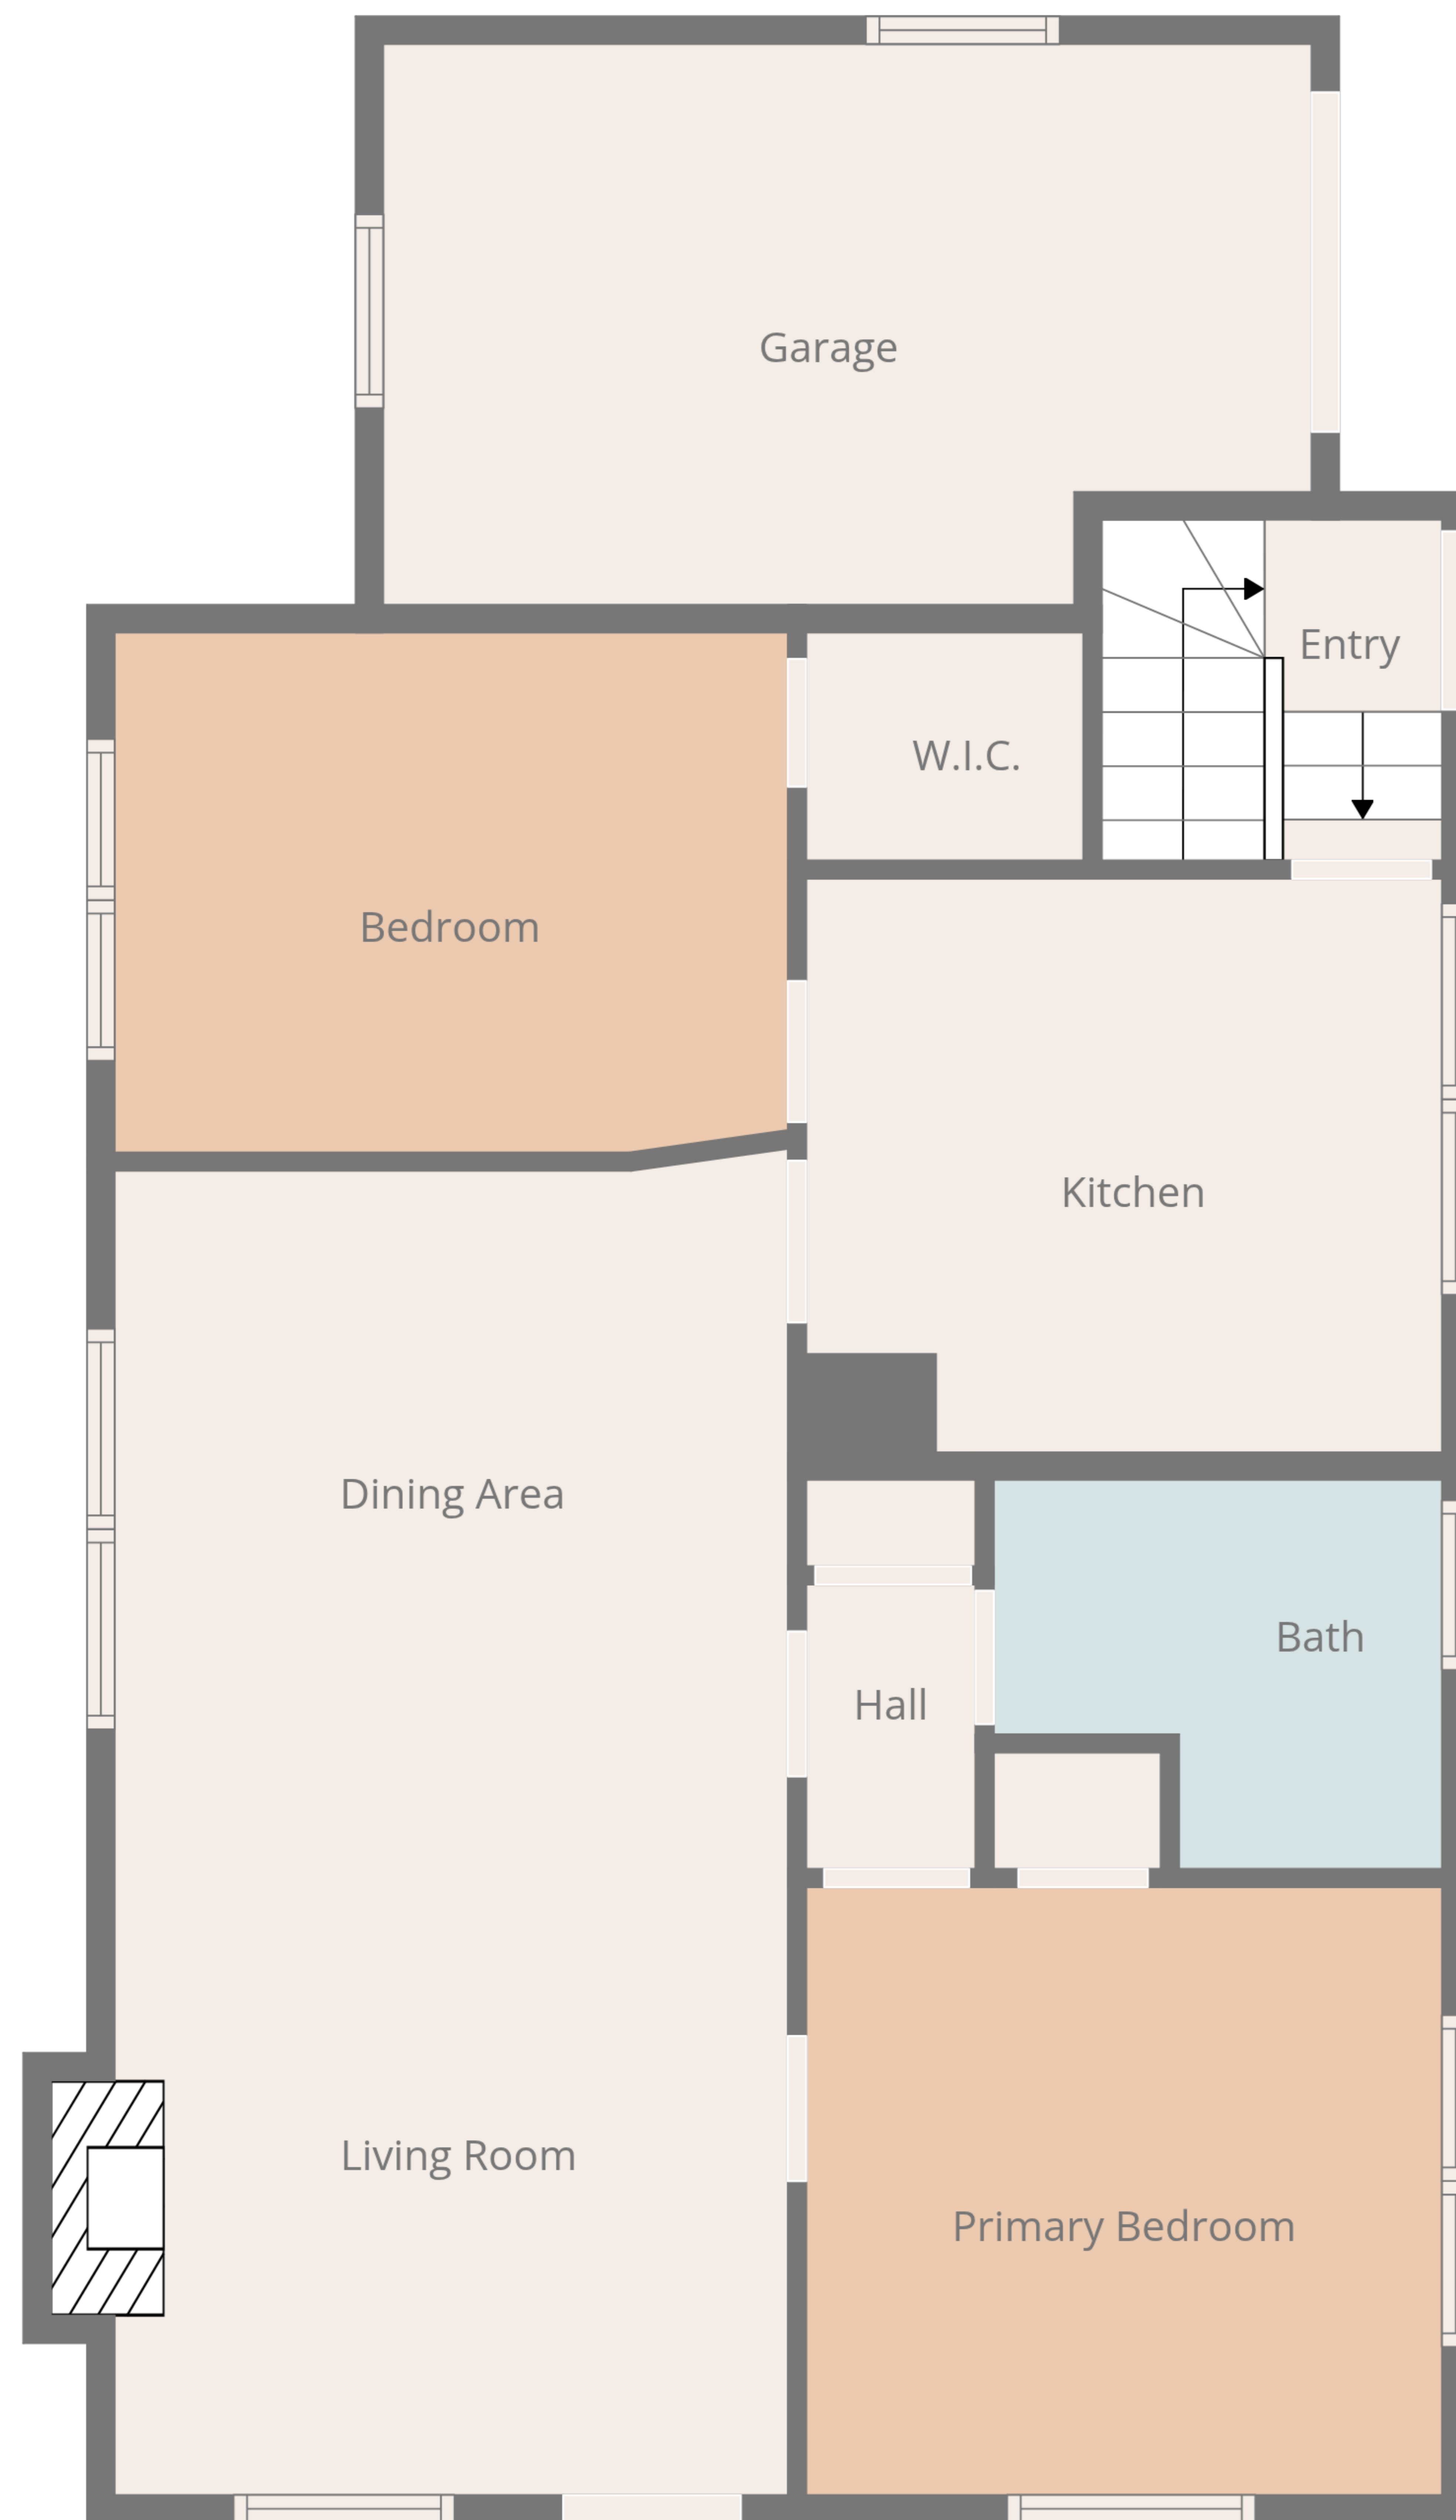 Garage
Entry
W.I.C.
Bedroom
Kitchen
Dining Area
Bath
Hall
Living Room
Primary Bedroom